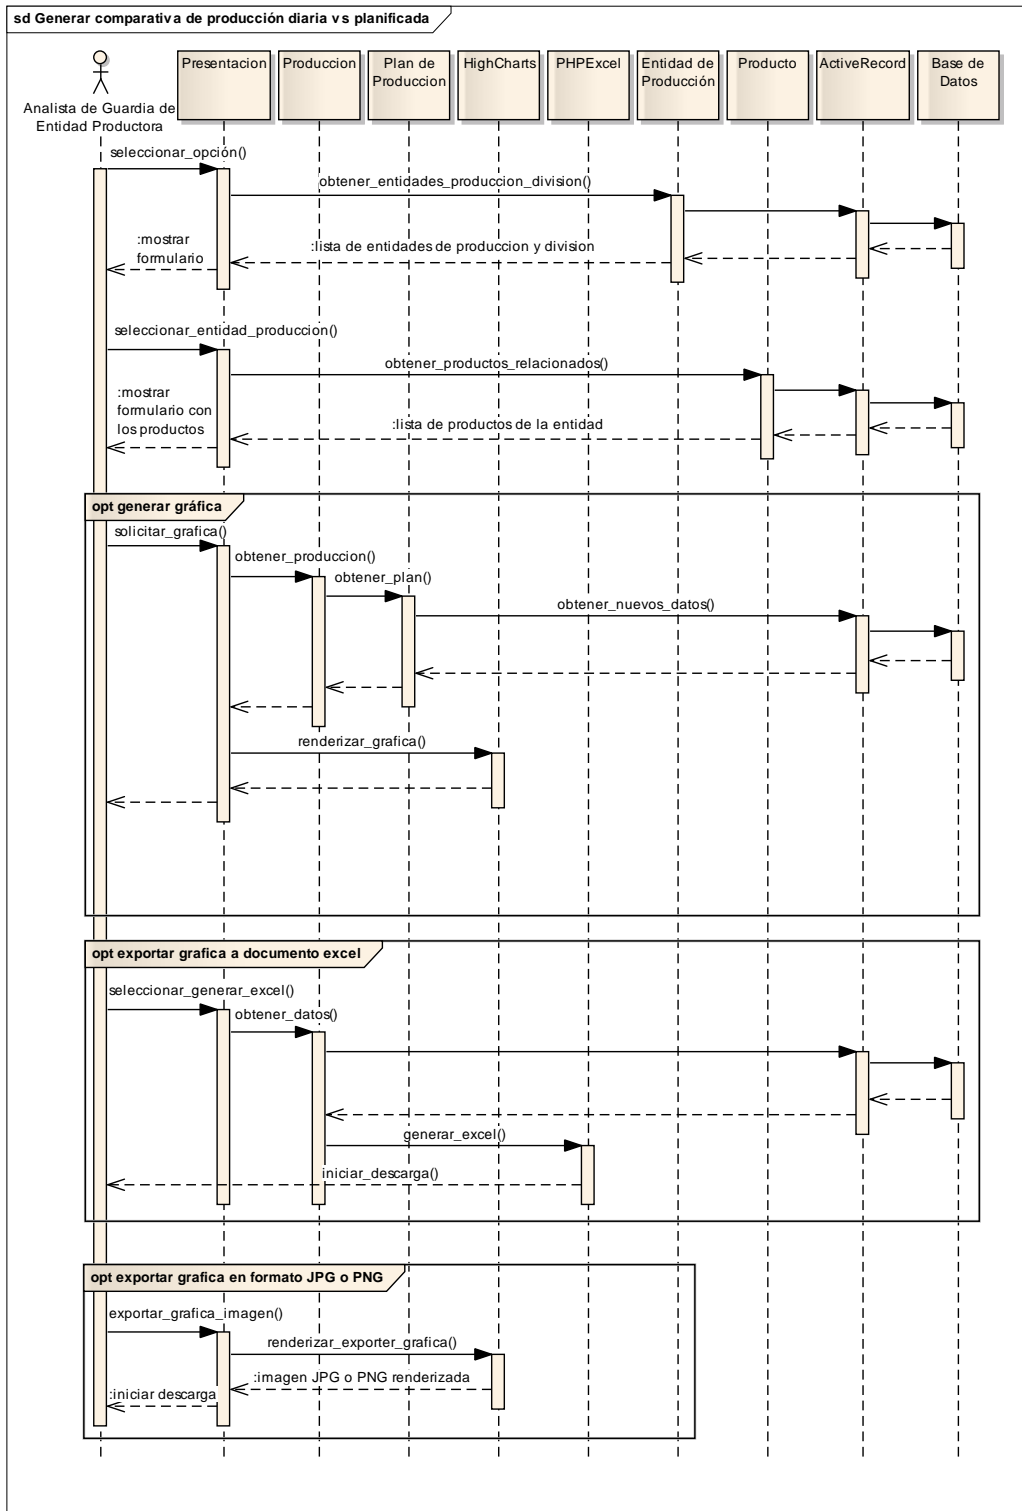 sd Generar comparativa de producción diaria vs planificada
Analista de Guardia de
Entidad Productora
Presentacion
Produccion
Plan de
Produccion
HighCharts
PHPExcel
Entidad de
Producción
Producto
ActiveRecord
Base de
Datos
seleccionar_opción()
obtener_entidades_produccion_division()
:mostrar
formulario
:lista de entidades de produccion y division
seleccionar_entidad_produccion()
obtener_productos_relacionados()
:mostrar
formulario con
los productos
:lista de productos de la entidad
opt generar gráfica
solicitar_grafica()
obtener_produccion()
obtener_plan()
obtener_nuevos_datos()
renderizar_grafica()
opt exportar grafica a documento excel
seleccionar_generar_excel()
obtener_datos()
generar_excel()
iniciar_descarga()
opt exportar grafica en formato JPG o PNG
exportar_grafica_imagen()
renderizar_exporter_grafica()
:imagen JPG o PNG renderizada
:iniciar descarga